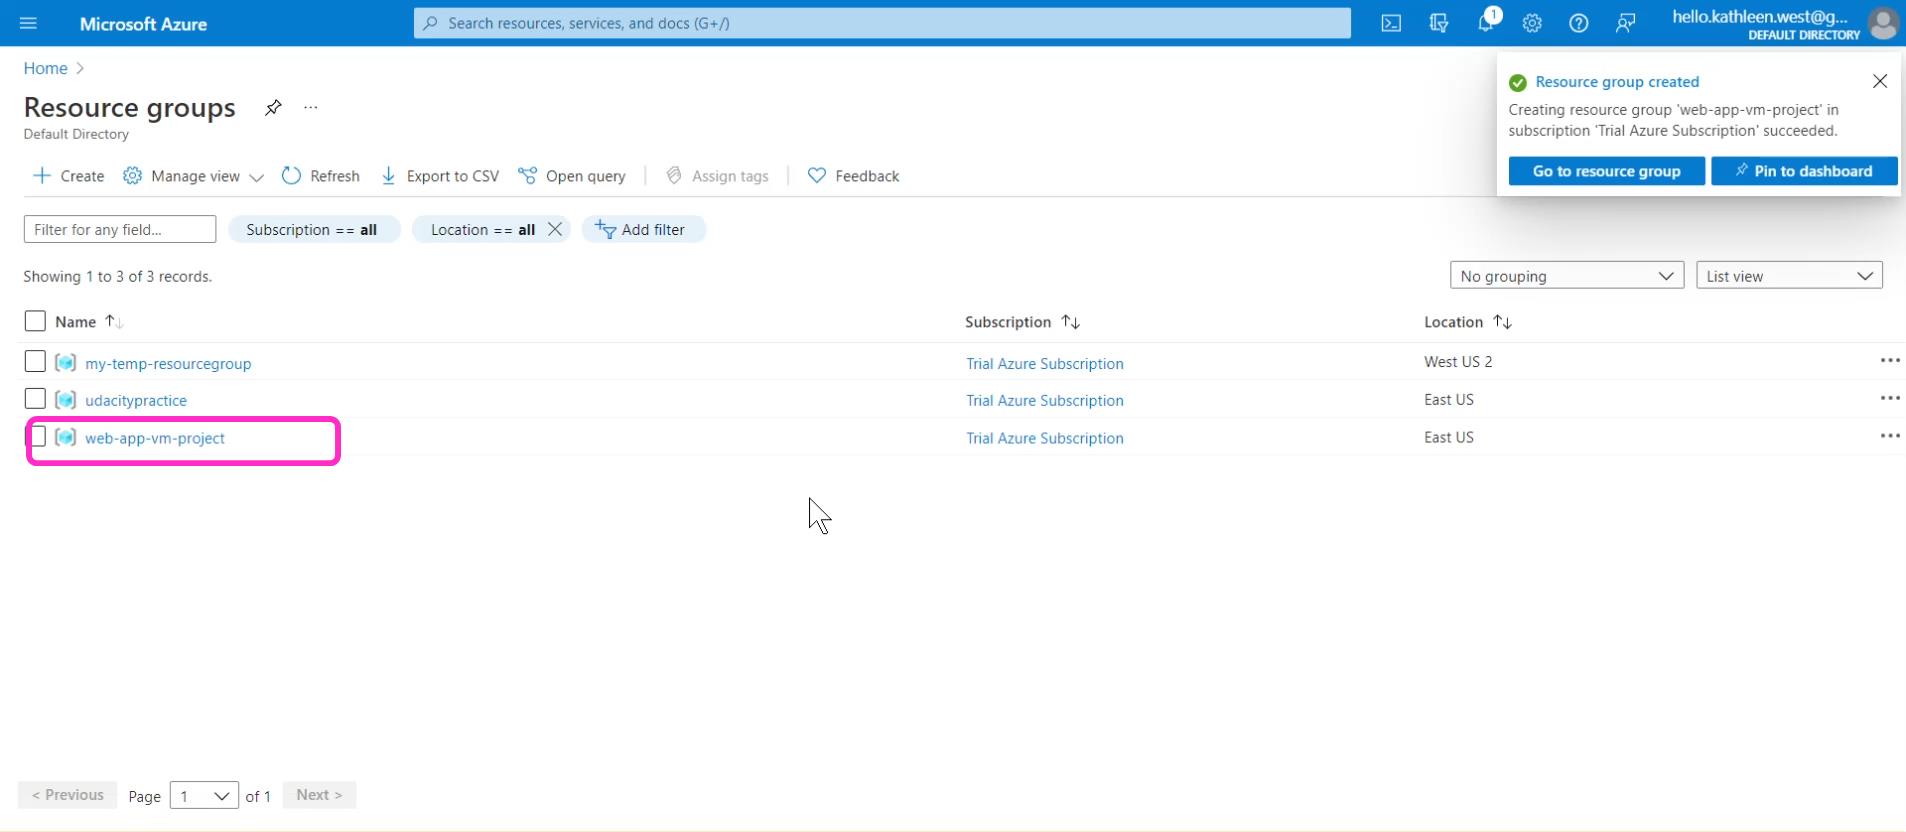 Microsoft Azure
Search resources, services, and docs (G+/)
1
hello.kathleen.west@g...
DEFAULT DIRECTORY
Home >
Resource groups ...
Default Directory
Resource group created
Creating resource group 'web-app-vm-project' in
subscription 'Trial Azure Subscription' succeeded.
Go to resource group Pin to dashboard
Create Manage view Refresh Export to CSV Open query Assign tags Feedback
Filter for any field... Subscription == all Location == all Add filter
Showing 1 to 3 of 3 records. No grouping List view
Name Subscription Location
my-temp-resourcegroup Trial Azure Subscription West US 2 ...
udacitypractice Trial Azure Subscription East US ...
web-app-vm-project Trial Azure Subscription East US ...
< Previous Page 1 of 1 Next >